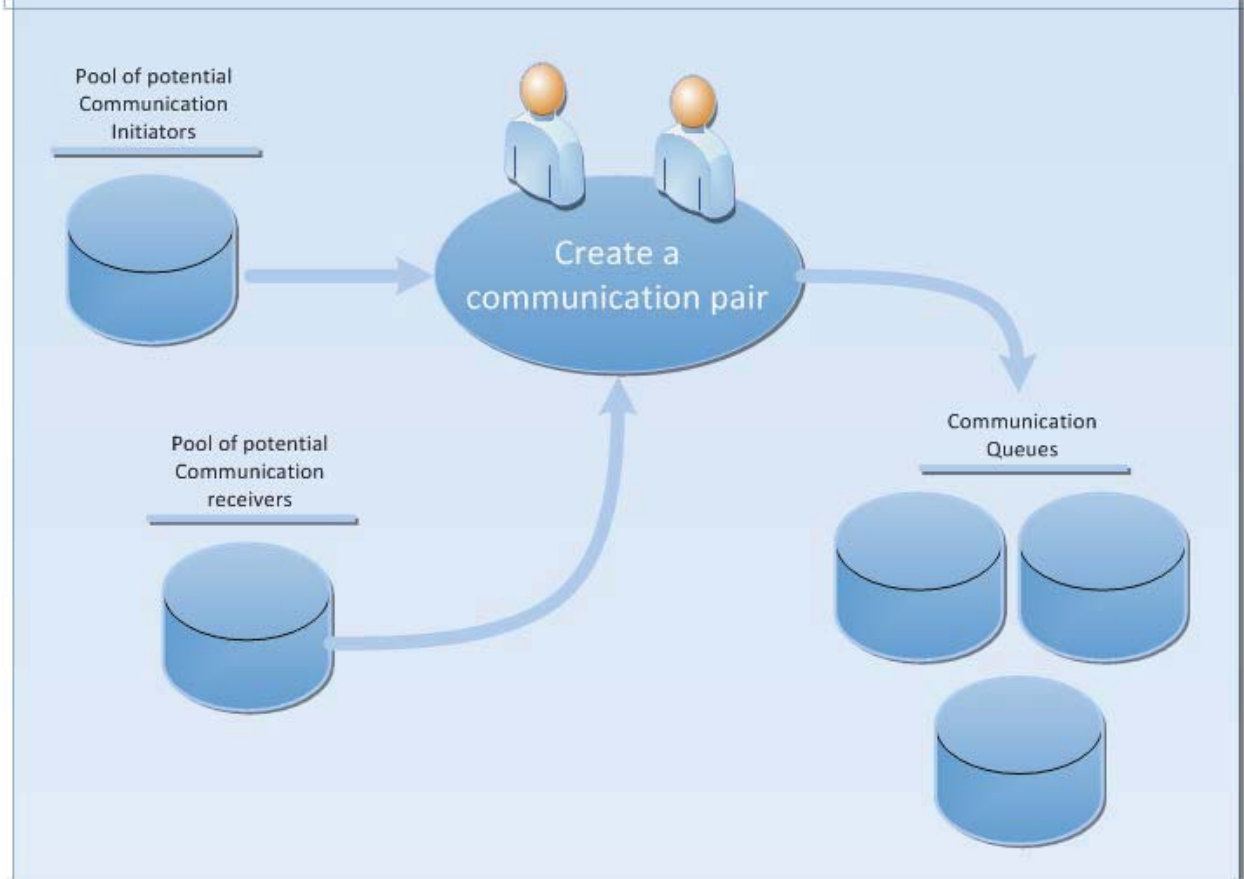 Pool of potential
Communication
Initiators
Create a
communication pair
Pool of potential
Communication
receivers
Communication
Queues